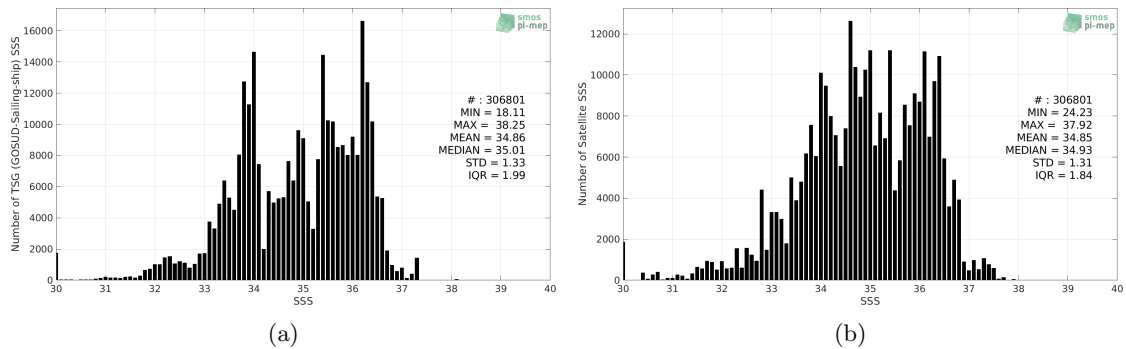 16000
14000
12000
10000
8000
6000
4000
2000
0
30 31 32 33 34 35 36 37 38 39 40
SSS
Number of TSG (GOSUD-Sailing-ship) SSS
smos
pi-mep
# : 306801
MIN = 18.11
MAX = 38.25
MEAN = 34.86
MEDIAN = 35.01
STD = 1.33
IQR = 1.99
(a)
12000
10000
8000
6000
4000
2000
0
30 31 32 33 34 35 36 37 38 39 40
SSS
Number of Satellite SSS
smos
pi-mep
# : 306801
MIN = 24.23
MAX = 37.92
MEAN = 34.85
MEDIAN = 34.93
STD = 1.31
IQR = 1.84
(b)